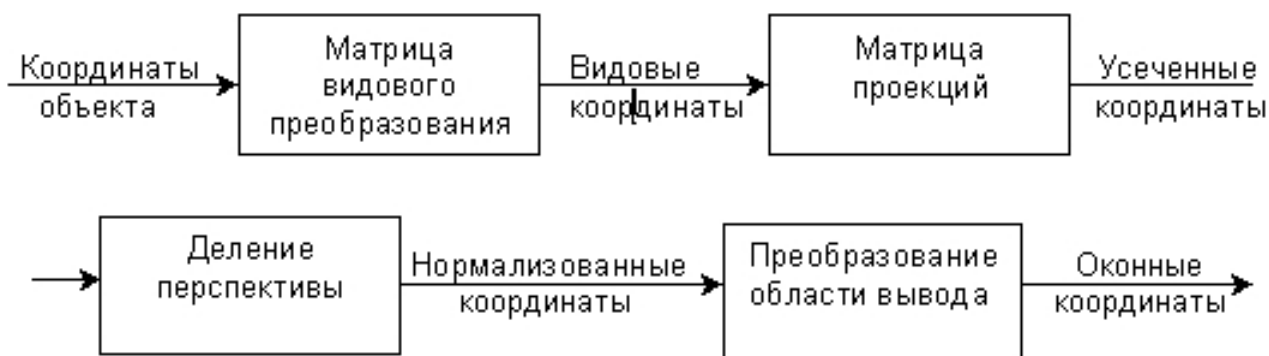 Координаты
объекта
Матрица
видового
преобразования
Видовые
координаты
Матрица
проекций
Усеченные
координаты
Деление
перспективы
Нормализованные
координаты
Преобразование
области вывода
Оконные
координаты